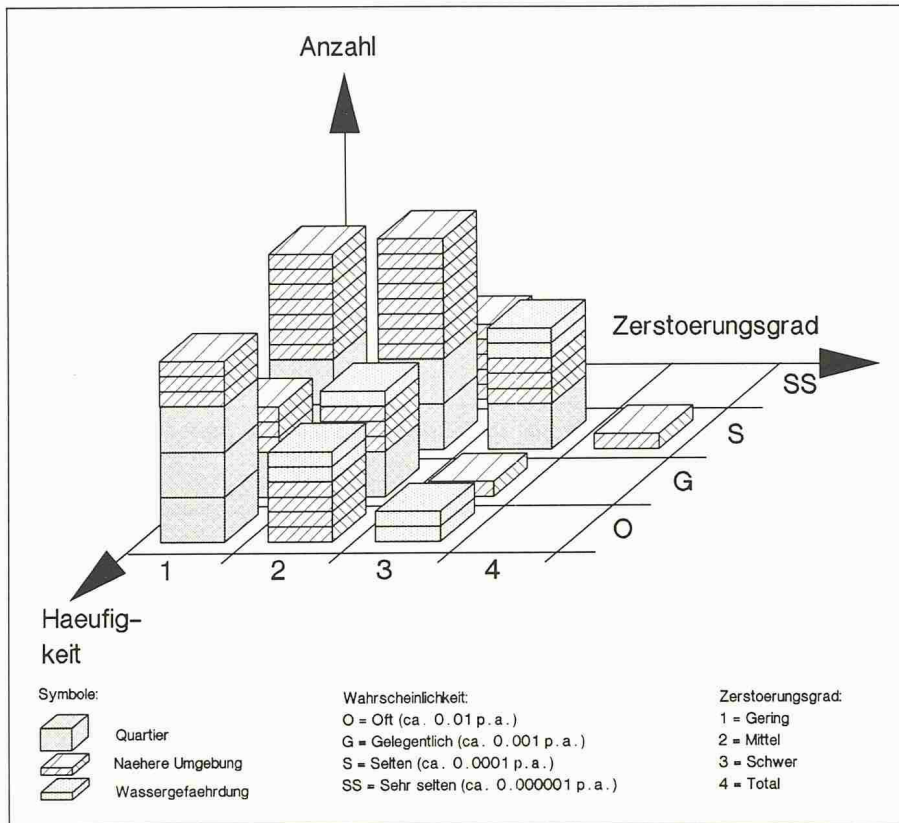 Anzahl
Zerstoerungsgrad
SS
S
G
O
1 2 3 4
Haeufig-
keit
Symbole:
Quartier
Naehere Umgebung
Wassergefaehrdung
Wahrscheinlichkeit:
O = Oft (ca. 0.01 p.a.)
G = Gelegentlich (ca. 0.001 p.a.)
S = Selten (ca. 0.0001 p.a.)
SS = Sehr selten (ca. 0.000001 p.a.)
Zerstoerungsgrad:
1 = Gering
2 = Mittel
3 = Schwer
4 = Total